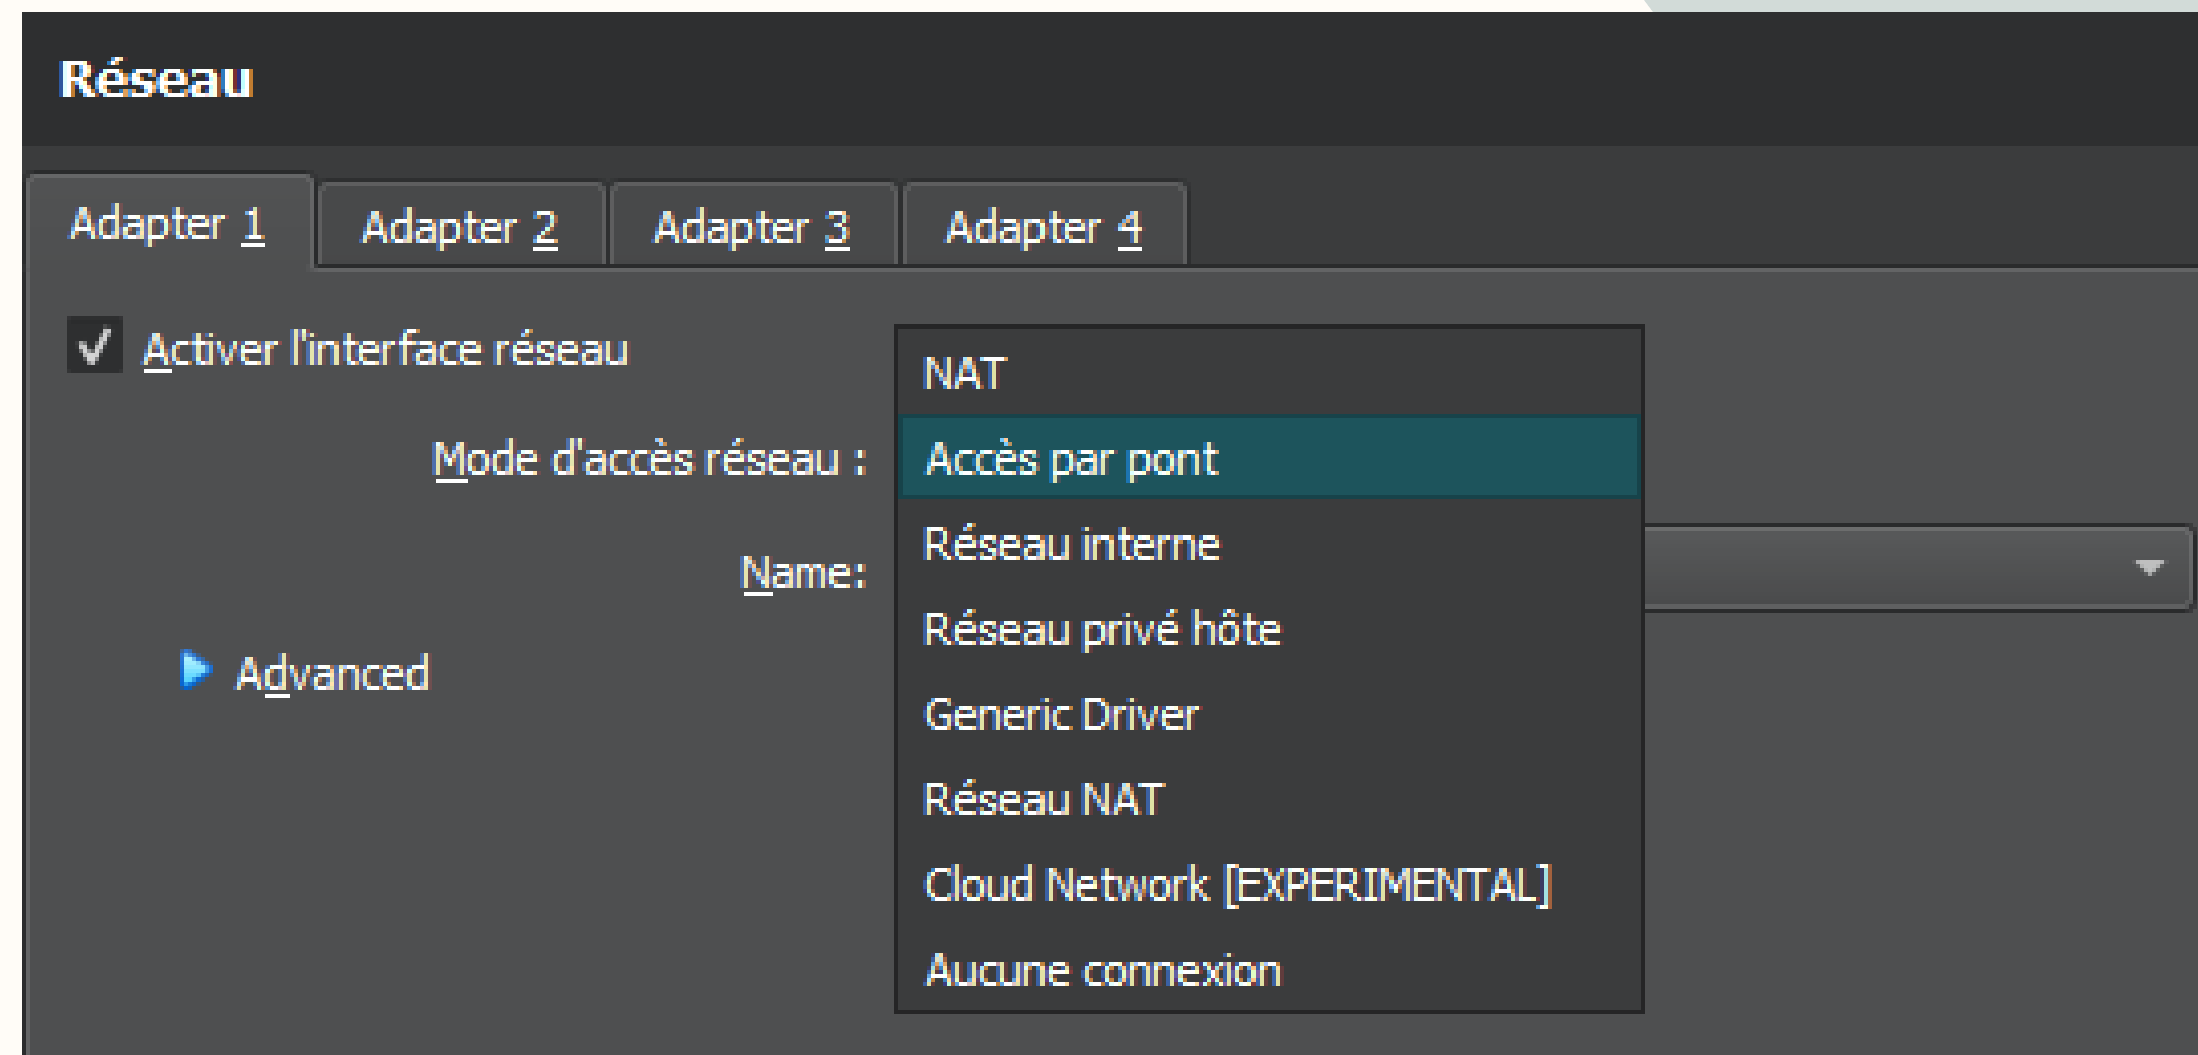 Réseau
Adapter 1 Adapter 2 Adapter 3 Adapter 4
Activer l'interface réseau
NAT
Mode d'accès réseau : Accès par pont
Réseau interne
Name:
Réseau privé hôte
Advanced
Generic Driver
Réseau NAT
Cloud Network [EXPERIMENTAL]
Aucune connexion